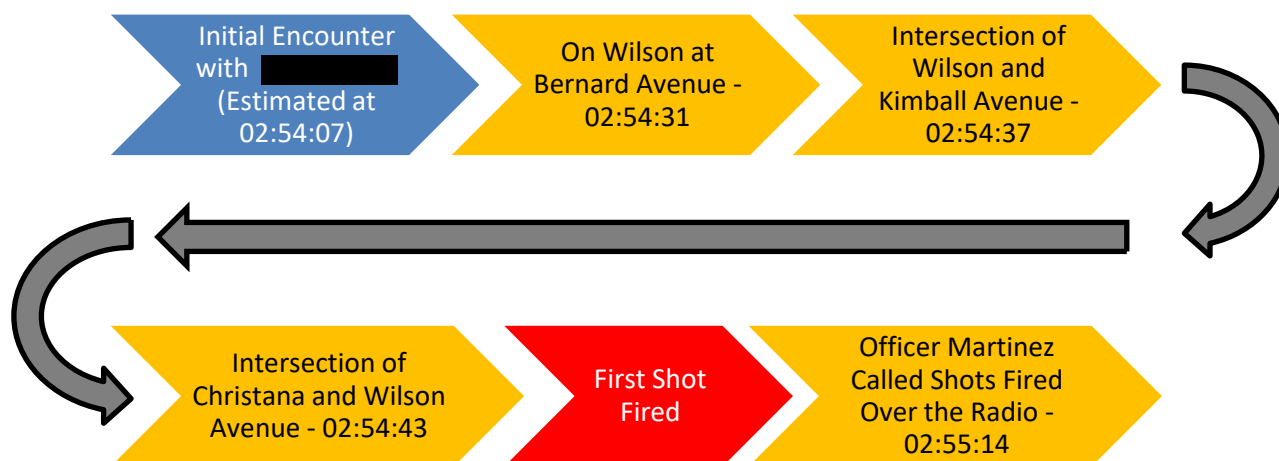 Initial Encounter
with
(Estimated at
02:54:07)
On Wilson at
Bernard Avenue -
02:54:31
Intersection of
Wilson and
Kimball Avenue -
02:54:37
Intersection of
Christana and Wilson
Avenue - 02:54:43
First Shot
Fired
Officer Martinez
Called Shots Fired
Over the Radio -
02:55:14